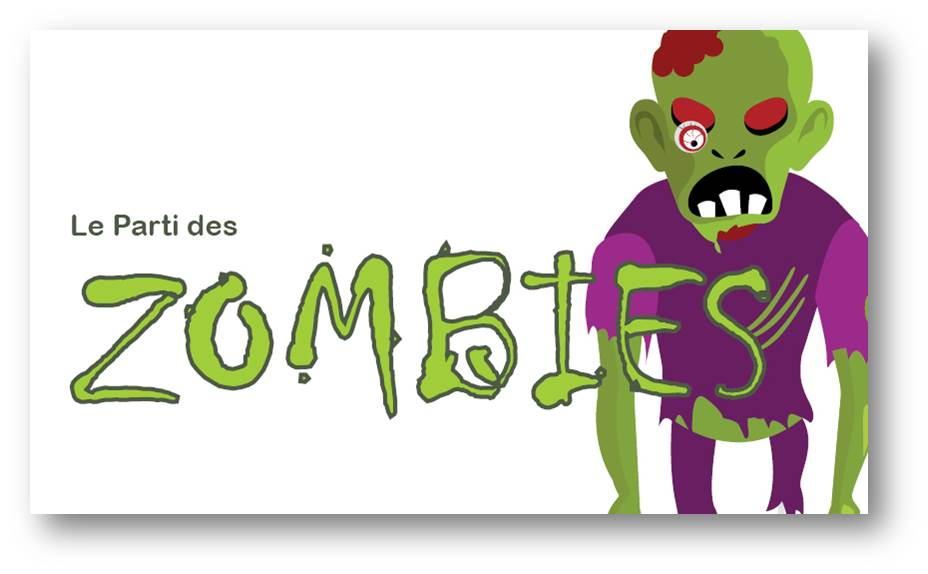 Le Parti des
ZOMBIES